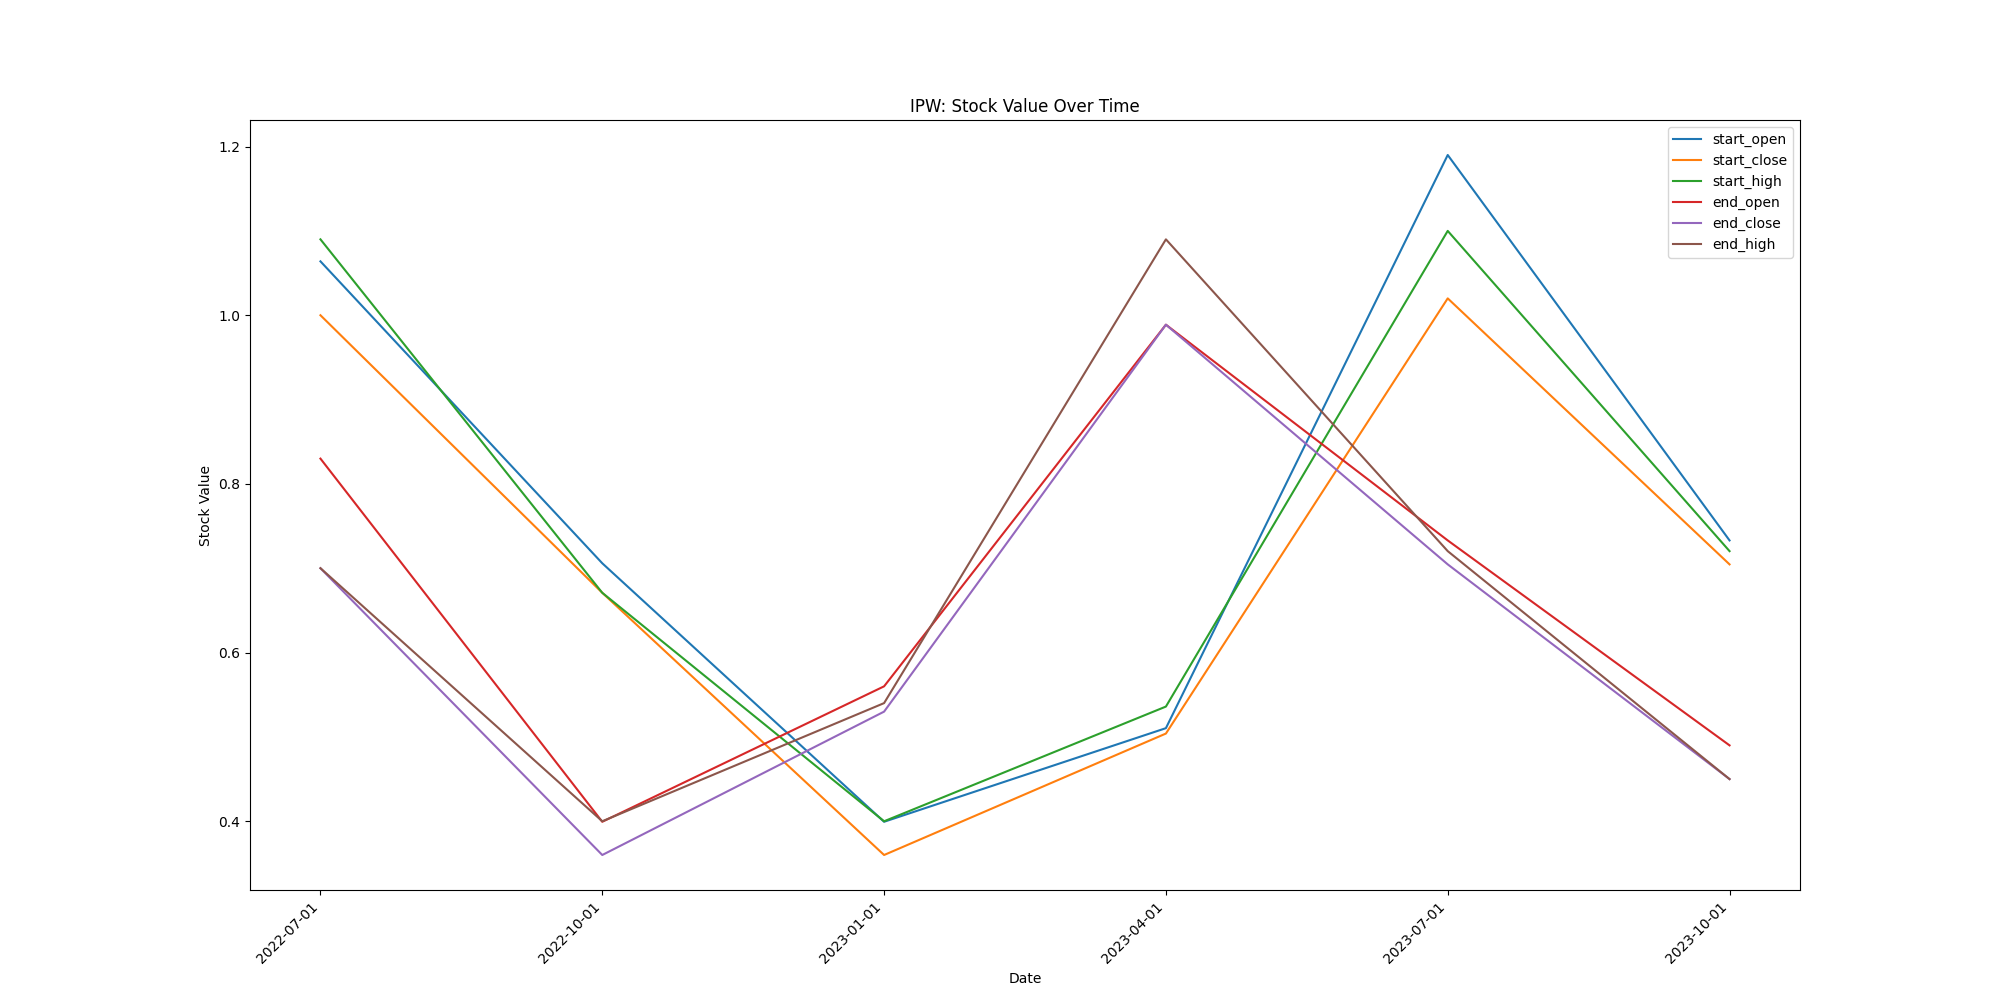 IPW: Stock Value Over Time
start_open
start_close
start_high
end_open
end_close
end_high
Stock Value
1.2
1.0
0.8
0.6
0.4
2022-07-01
2022-10-01
2023-01-01
2023-04-01
2023-07-01
2023-10-01
Date